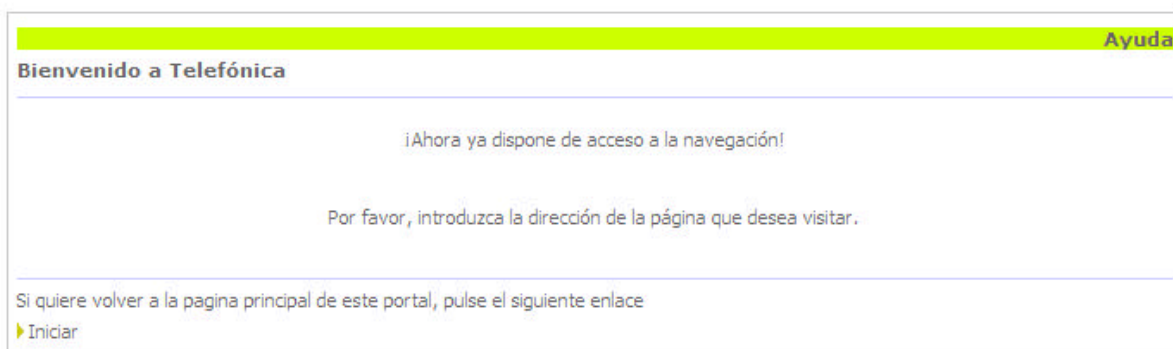 Ayuda
Bienvenido a Telefónica
¡Ahora ya dispone de acceso a la navegación!
Por favor, introduzca la dirección de la página que desea visitar.
Si quiere volver a la pagina principal de este portal, pulse el siguiente enlace
Iniciar